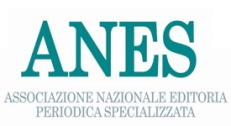 ANES
ASSOCIAZIONE NAZIONALE EDITORIA
PERIODICA SPECIALIZZATA